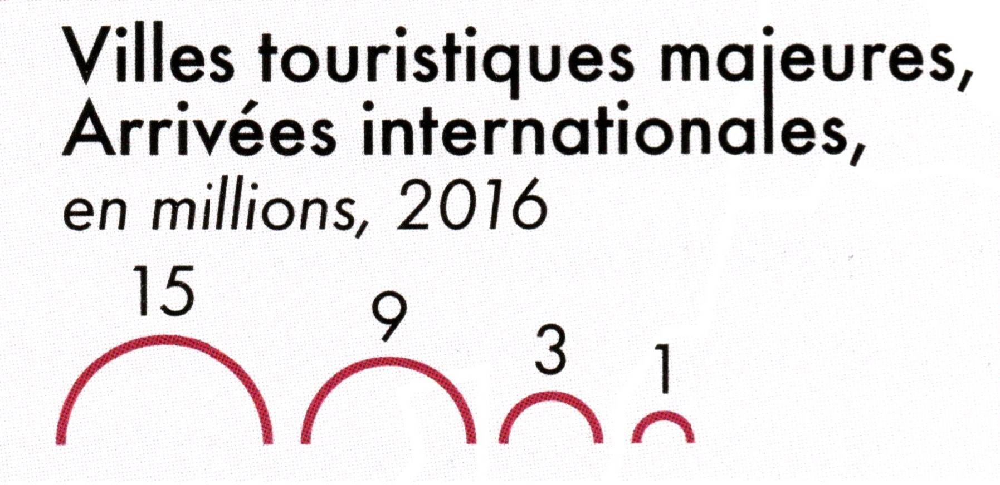 Villes touristiques majeures,
Arrivées internationales,
en millions, 2016
15
9
3
1